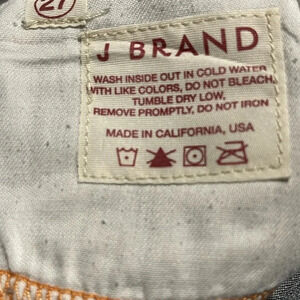 27
J BRAND
WASH INSIDE OUT IN COLD WATER
WITH LIKE COLORS, DO NOT BLEACH,
TUMBLE DRY LOW,
REMOVE PROMPTLY, DO NOT IRON
MADE IN CALIFORNIA, USA